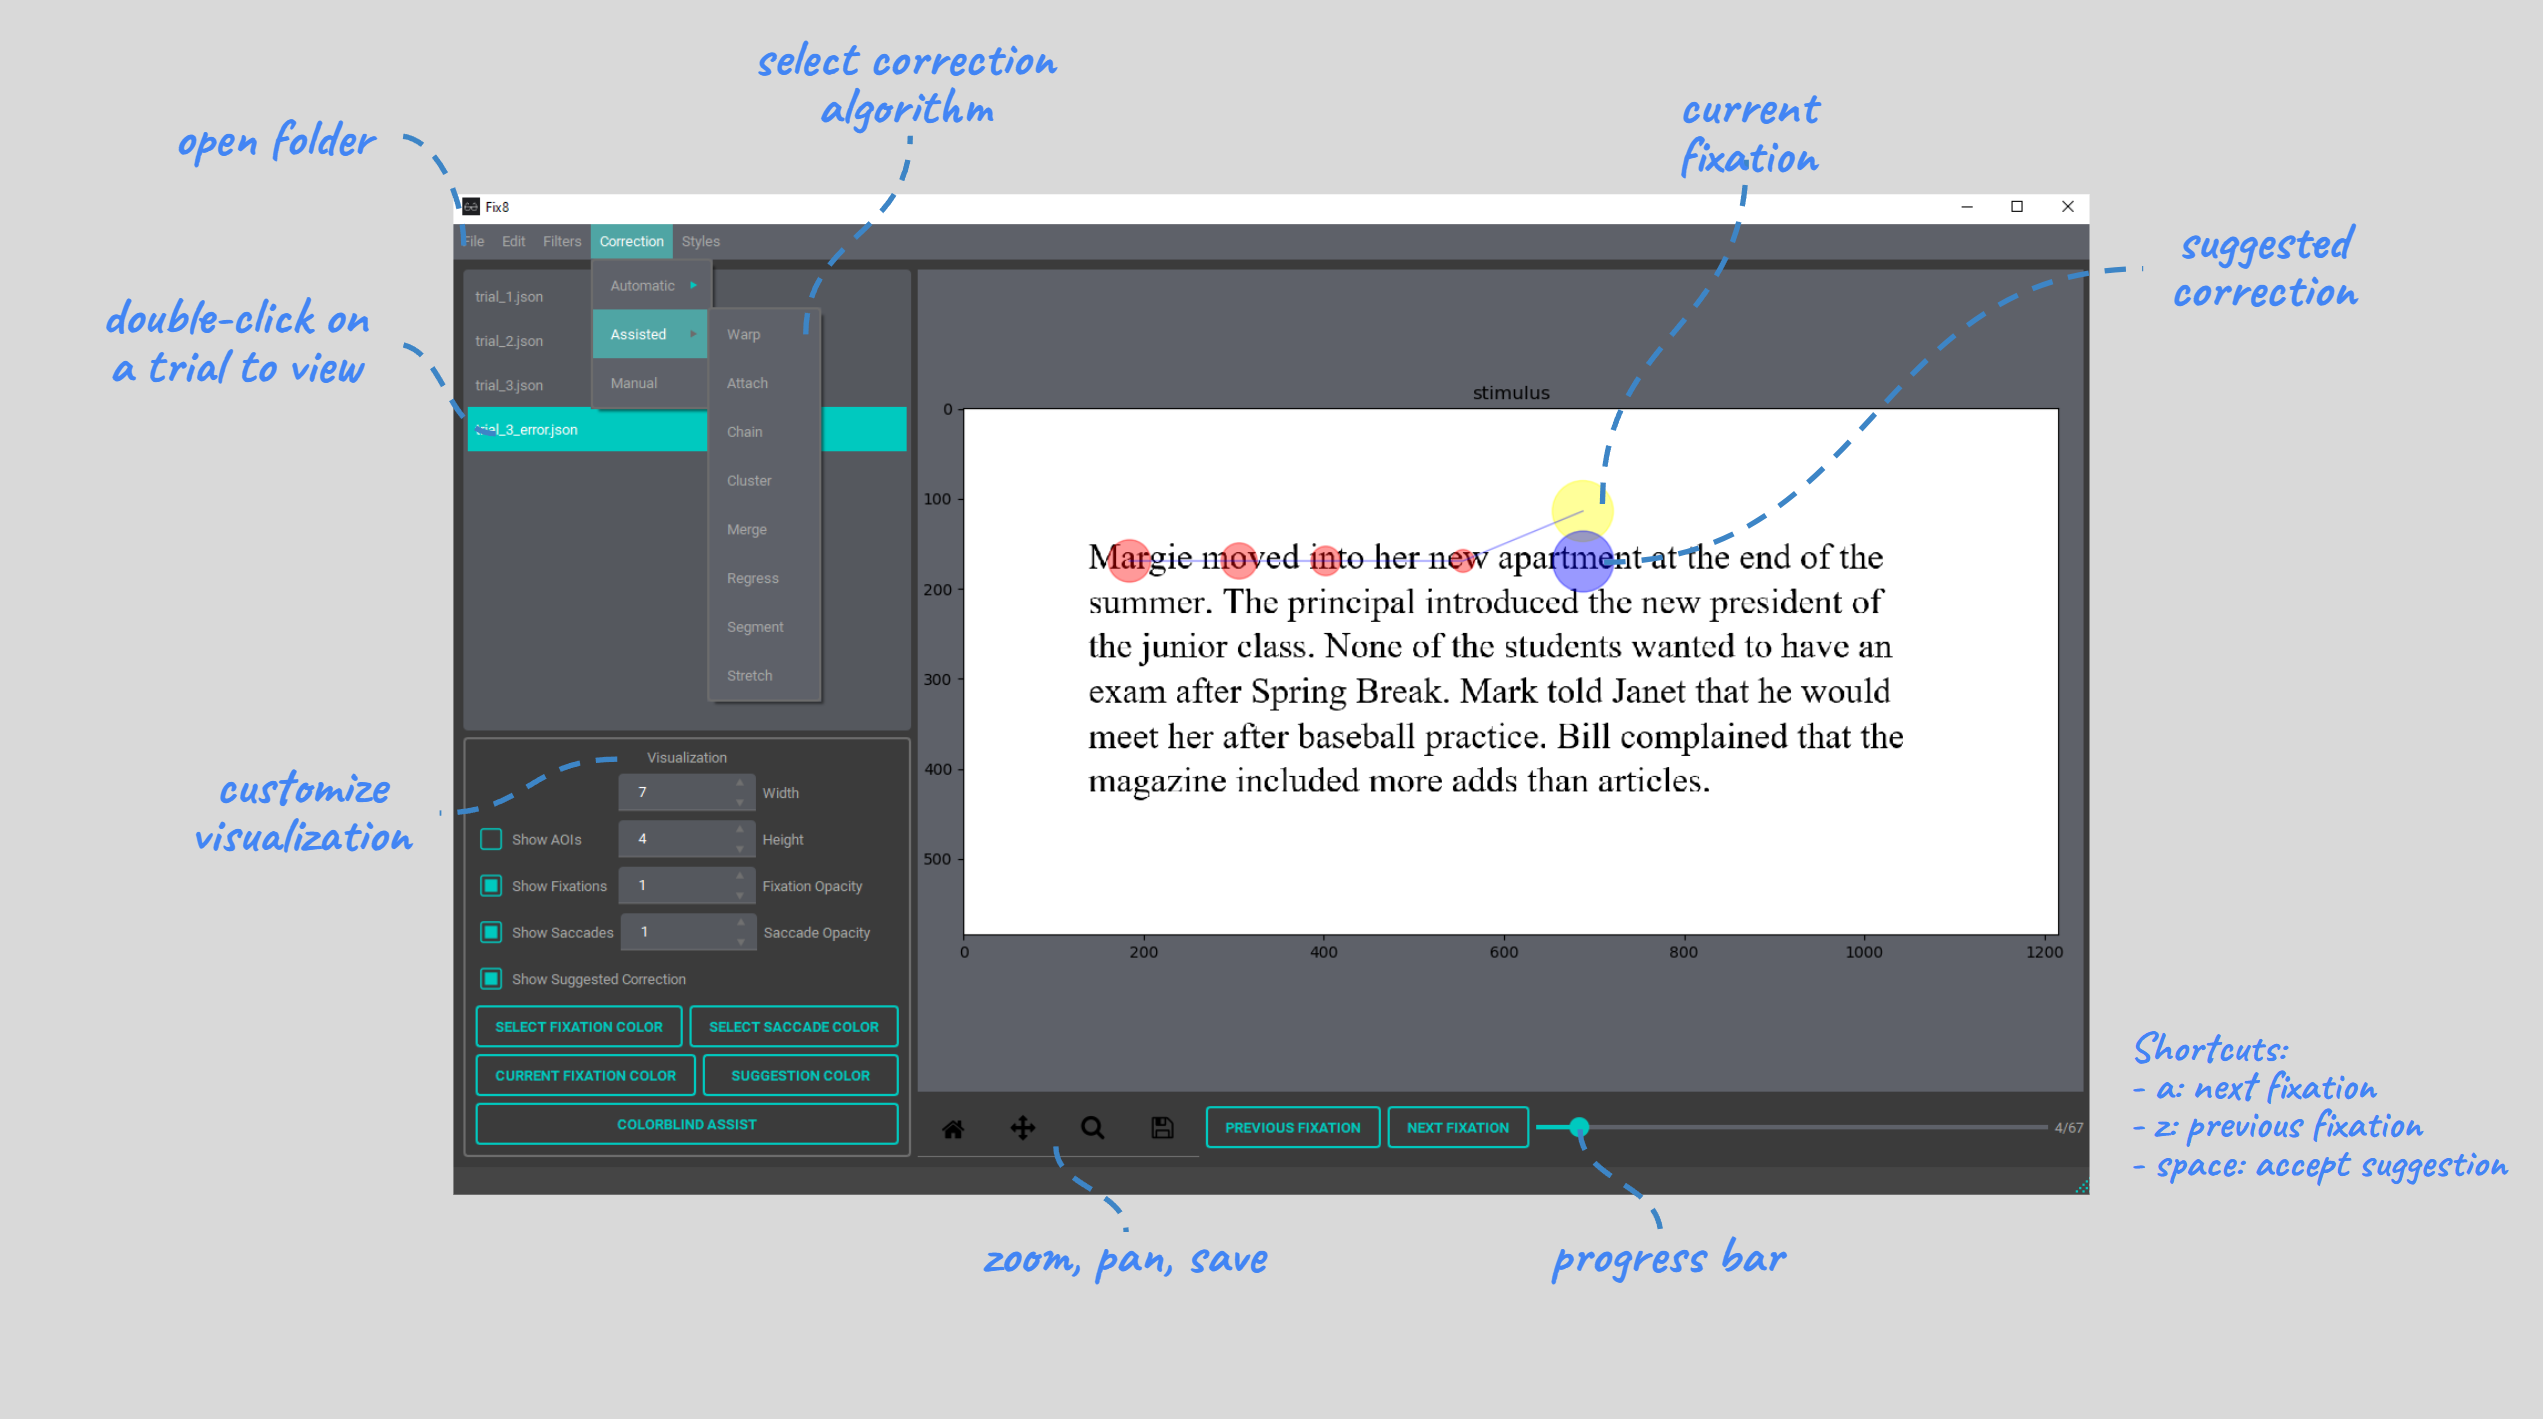 select correction
algorithm
open folder
current
fixation
suggested
correction
double-click on
a trial to view
customize
visualization
Fix8
File Edit Filters Correction Styles
trial_1.json
trial_2.json
trial_3.json
trial_3_error.json
Automatic
Assisted
Manual
Warp
Attach
Chain
Cluster
Merge
Regress
Segment
Stretch
Visualization
7 Width
Show AOIs 4 Height
Show Fixations 1 Fixation Opacity
Show Saccades 1 Saccade Opacity
Show Suggested Correction
SELECT FIXATION COLOR SELECT SACCADE COLOR
CURRENT FIXATION COLOR SUGGESTION COLOR
COLORBLIND ASSIST
stimulus
0
100
200
300
400
500
Margie moved into her new apartment at the end of the
summer. The principal introduced the new president of
the junior class. None of the students wanted to have an
exam after Spring Break. Mark told Janet that he would
meet her after baseball practice. Bill complained that the
magazine included more adds than articles.
0 200 400 600 800 1000 1200
PREVIOUS FIXATION NEXT FIXATION 4/67
Shortcuts:
- a: next fixation
- z: previous fixation
- space: accept suggestion
zoom, pan, save
progress bar